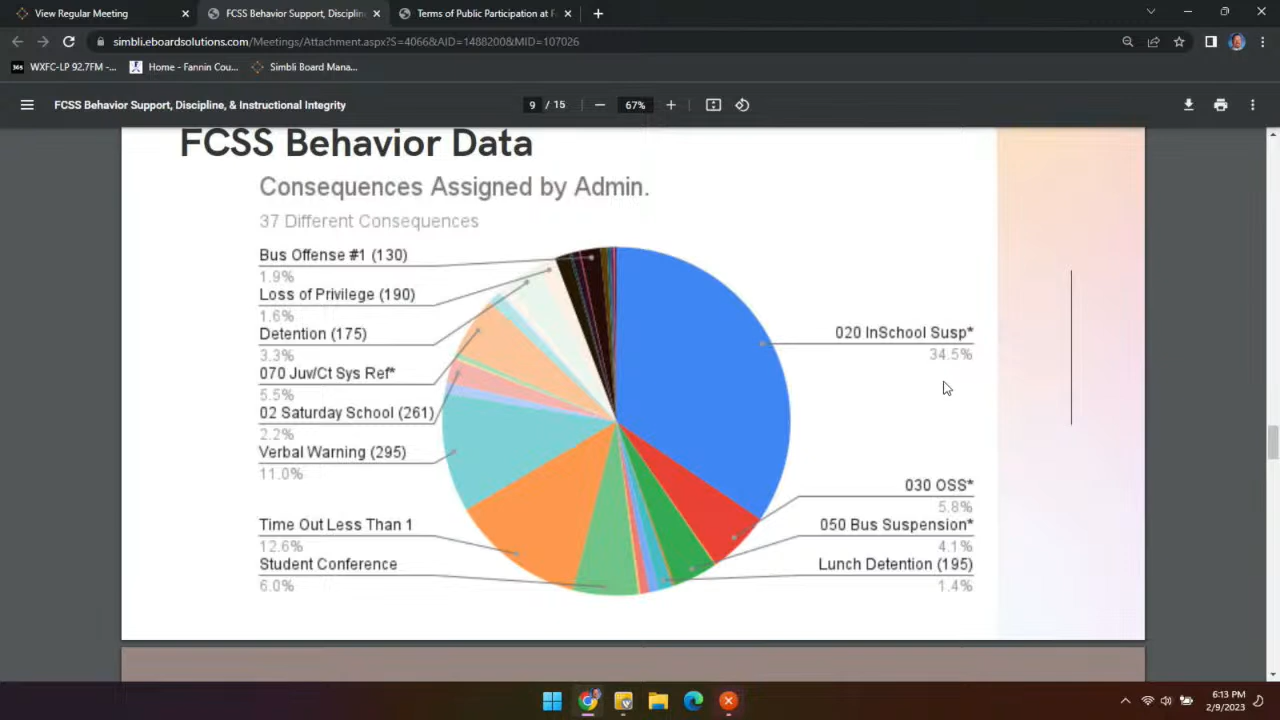 View Regular Meeting
FCSS Behavior Support, Disciplin
Terms of Public Participation at F
simbli.eboardsolutions.com/Meetings/Attachment.aspx?S=4066&AID=1488200&MID=107026
365 WXFC-LP 92.7FM -...
Home - Fannin Cou...
Simbli Board Mana...
FCSS Behavior Support, Discipline, & Instructional Integrity
9 / 15
67%
FCSS Behavior Data
Consequences Assigned by Admin.
37 Different Consequences
Bus Offense #1 (130)
1.9%
Loss of Privilege (190)
1.6%
Detention (175)
3.3%
070 Juv/Ct Sys Ref*
5.5%
02 Saturday School (261)
2.2%
Verbal Warning (295)
11.0%
Time Out Less Than 1
12.6%
Student Conference
6.0%
020 InSchool Susp*
34.5%
030 OSS*
5.8%
050 Bus Suspension*
4.1%
Lunch Detention (195)
1.4%
6:13 PM
2/9/2023